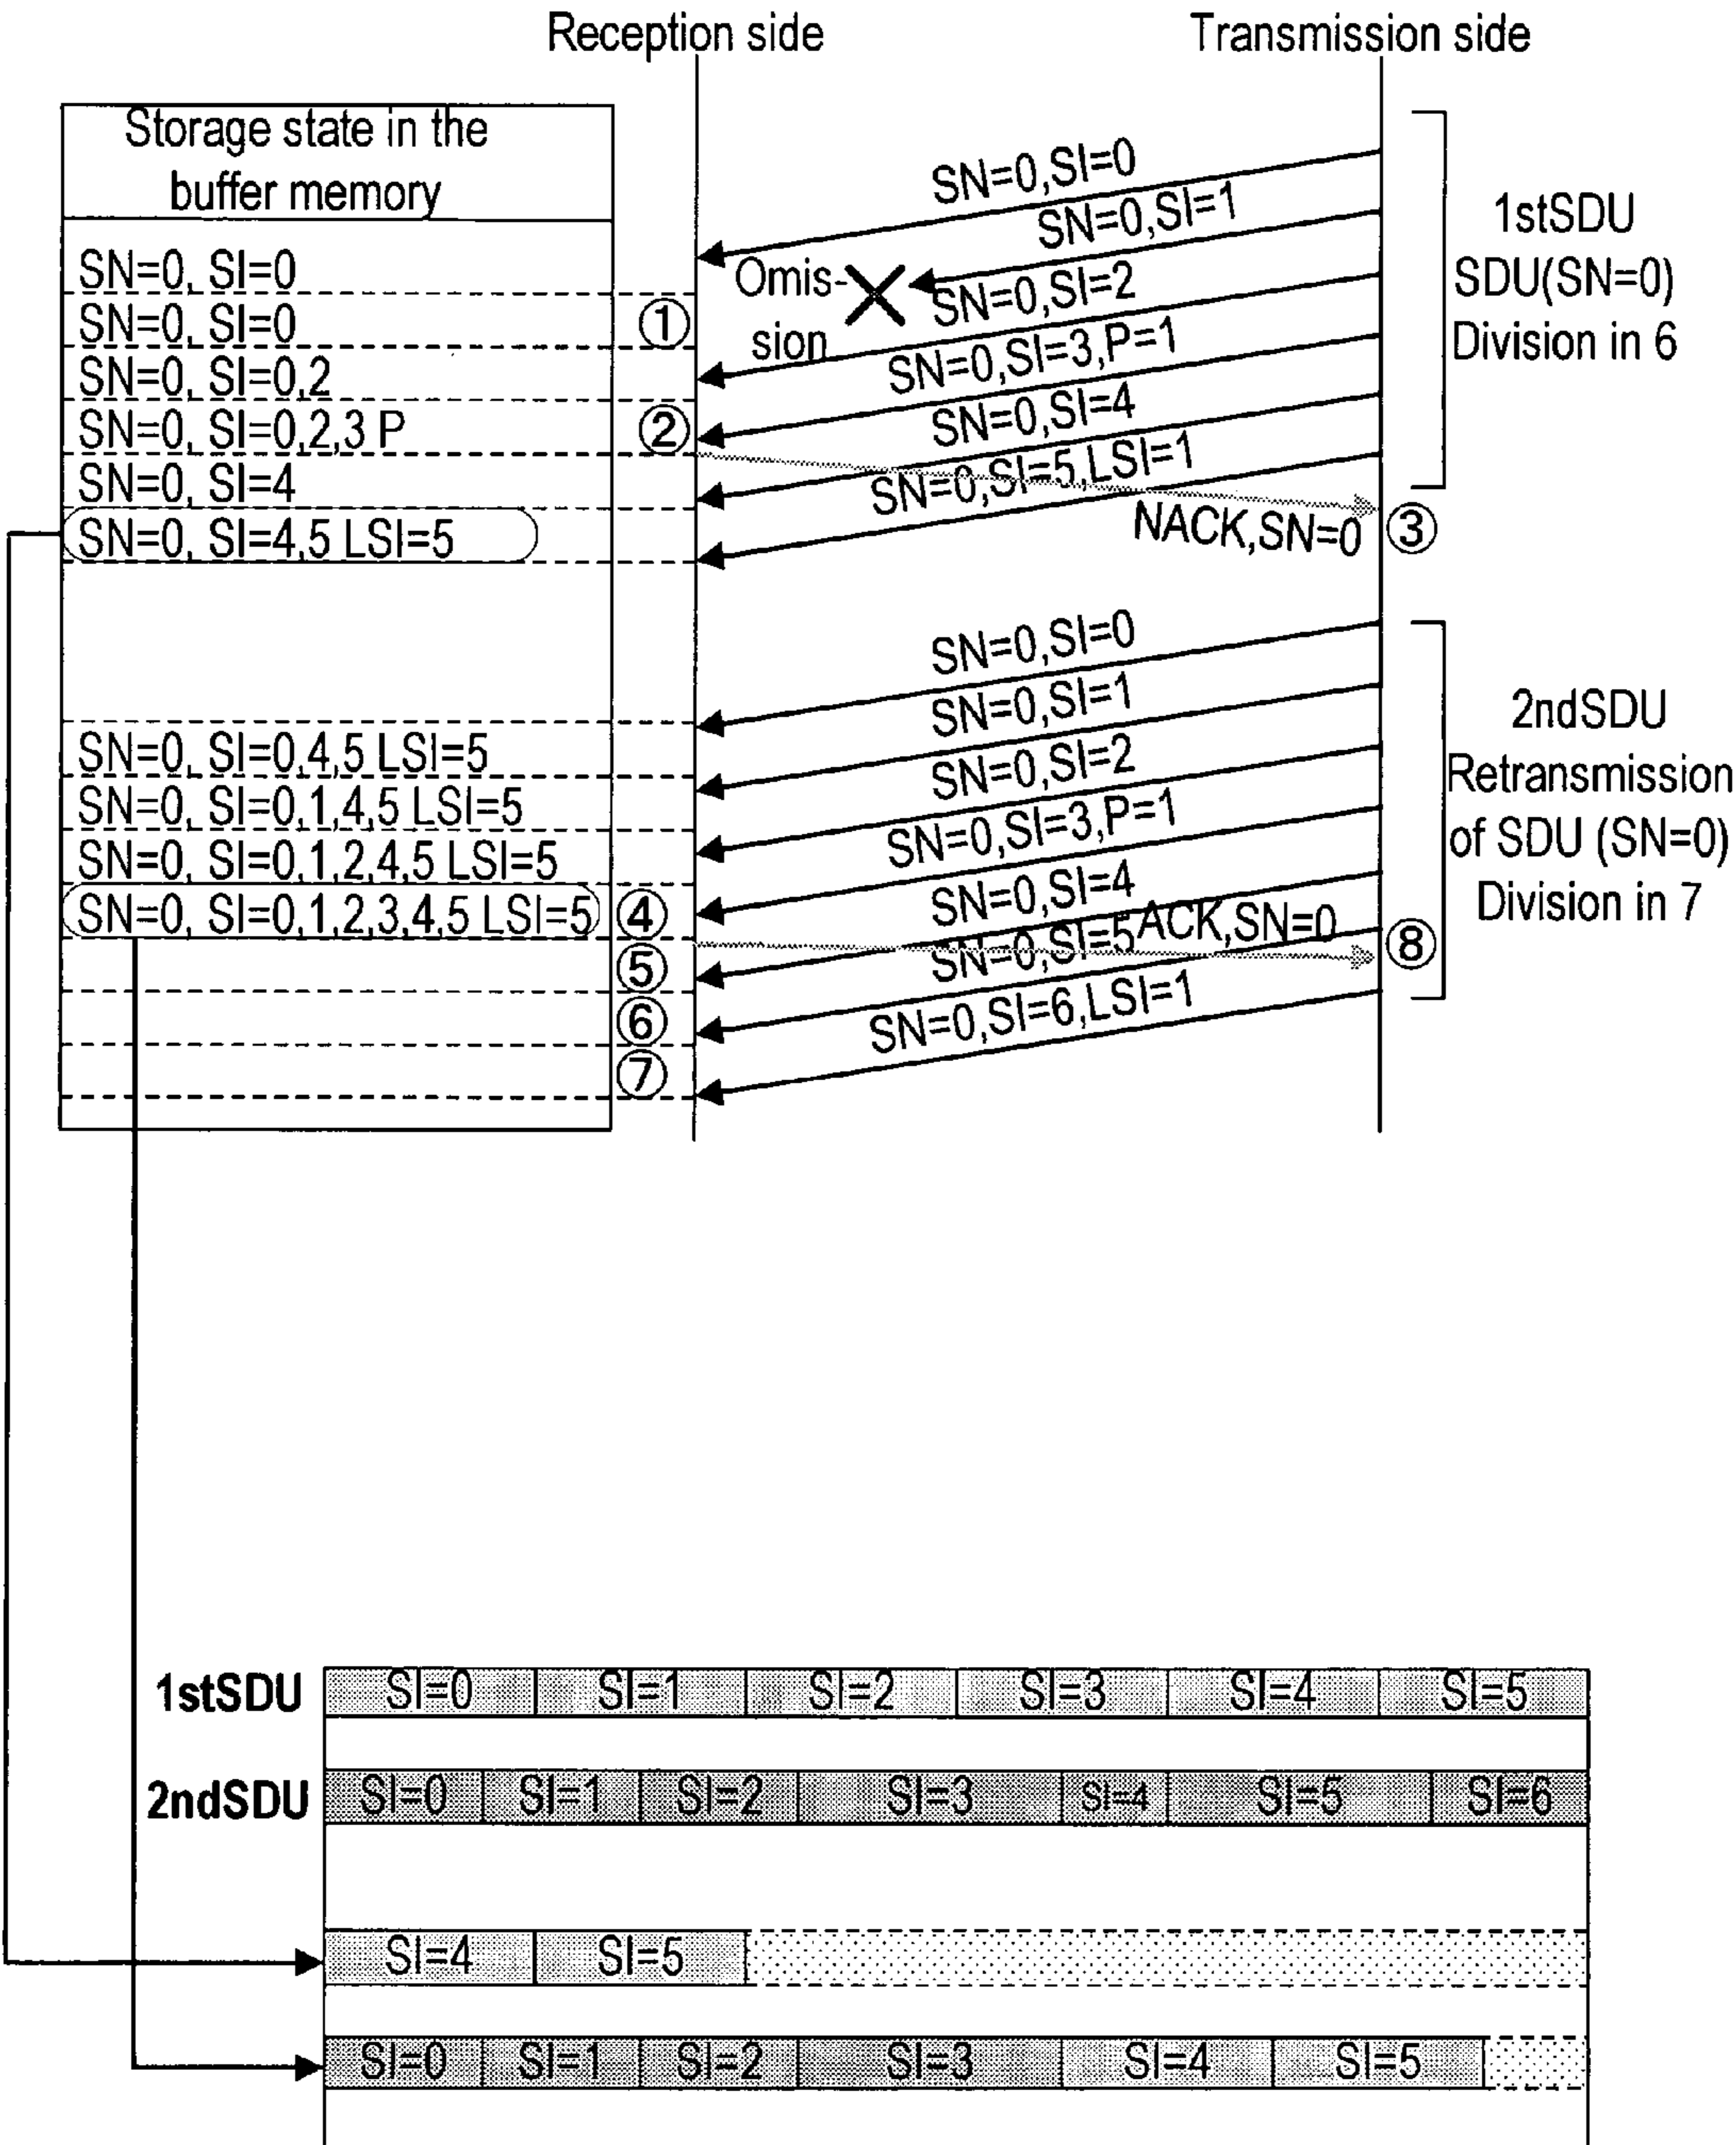 Reception side
Transmission side
Storage state in the
buffer memory
SN=0, SI=0
SN=0, SI=0
SN=0, SI=0,2
SN=0, SI=0,2,3 P
SN=0, SI=4
SN=0, SI=4,5 LSI=5
①
②
Omis-
sion
SN=0,SI=0
SN=0,SI=1
SN=0,SI=2
SN=0,SI=3,P=1
SN=0,SI=4
SN=0,SI=5,LSI=1
NACK,SN=0
③
1stSDU
SDU(SN=0)
Division in 6
SN=0, SI=0,4,5 LSI=5
SN=0, SI=0,1,4,5 LSI=5
SN=0, SI=0,1,2,4,5 LSI=5
SN=0, SI=0,1,2,3,4,5 LSI=5
④
⑤
⑥
⑦
SN=0,SI=0
SN=0,SI=1
SN=0,SI=2
SN=0,SI=3,P=1
SN=0,SI=4
ACK,SN=0
SN=0,SI=5
SN=0,SI=6,LSI=1
⑧
2ndSDU
Retransmission
of SDU (SN=0)
Division in 7
1stSDU SI=0 SI=1 SI=2 SI=3 SI=4 SI=5
2ndSDU SI=0 SI=1 SI=2 SI=3 SI=4 SI=5 SI=6
SI=4 SI=5
SI=0 SI=1 SI=2 SI=3 SI=4 SI=5